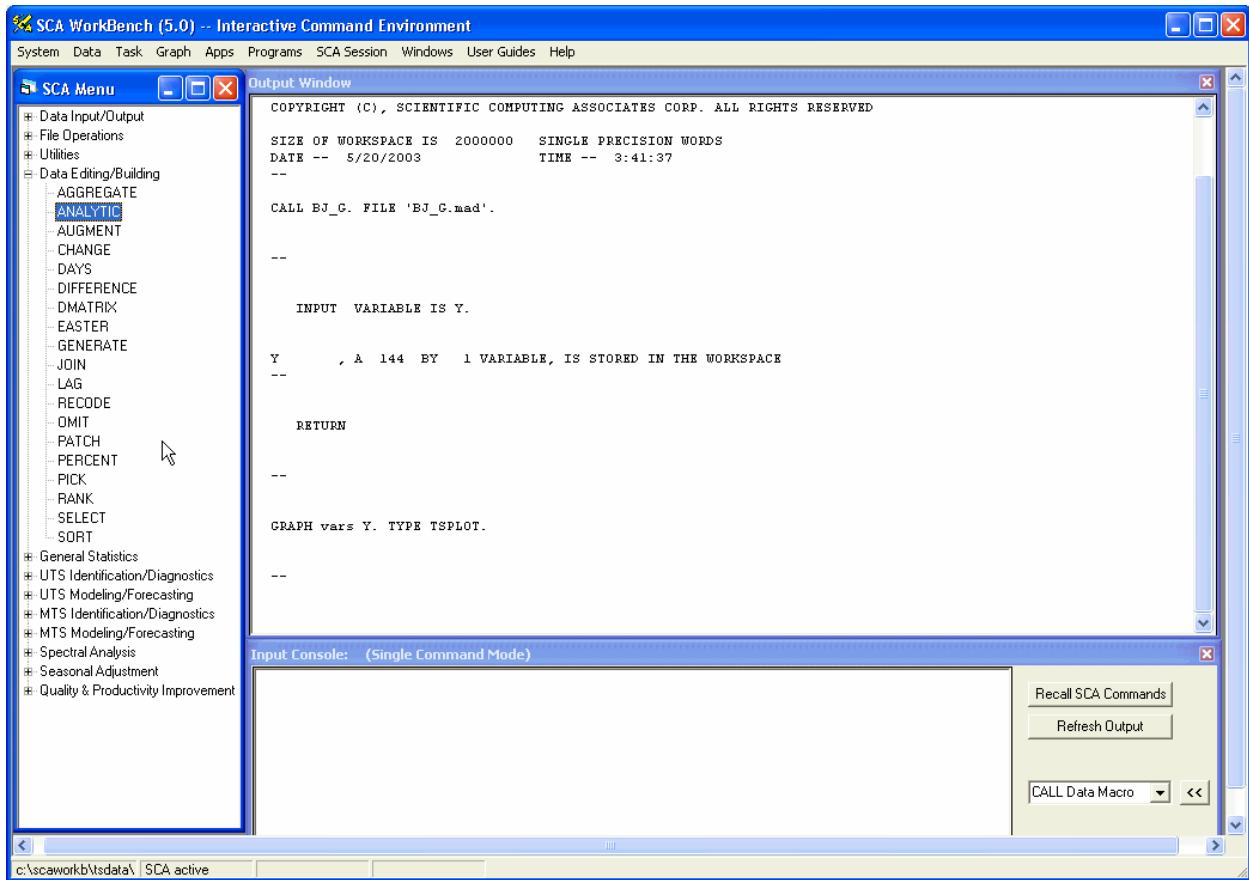 SCA WorkBench (5.0) -- Interactive Command Environment
System Data Task Graph Apps Programs SCA Session Windows User Guides Help
SCA Menu
Data Input/Output
File Operations
Utilities
Data Editing/Building
AGGREGATE
ANALYTIC
AUGMENT
CHANGE
DAYS
DIFFERENCE
DMATRIX
EASTER
GENERATE
JOIN
LAG
RECODE
OMIT
PATCH
PERCENT
PICK
RANK
SELECT
SORT
General Statistics
UTS Identification/Diagnostics
UTS Modeling/Forecasting
MTS Identification/Diagnostics
MTS Modeling/Forecasting
Spectral Analysis
Seasonal Adjustment
Quality & Productivity Improvement
Output Window
COPYRIGHT (C), SCIENTIFIC COMPUTING ASSOCIATES CORP. ALL RIGHTS RESERVED
SIZE OF WORKSPACE IS 2000000 SINGLE PRECISION WORDS
DATE -- 5/20/2003 TIME -- 3:41:37
--
CALL BJ_G. FILE 'BJ_G.mad'.
--
INPUT VARIABLE IS Y.
Y , A 144 BY 1 VARIABLE, IS STORED IN THE WORKSPACE
--
RETURN
--
GRAPH vars Y. TYPE TSPLOT.
--
Input Console: (Single Command Mode)
Recall SCA Commands
Refresh Output
CALL Data Macro <<
c:\scaworkb\tsdata\ SCA active